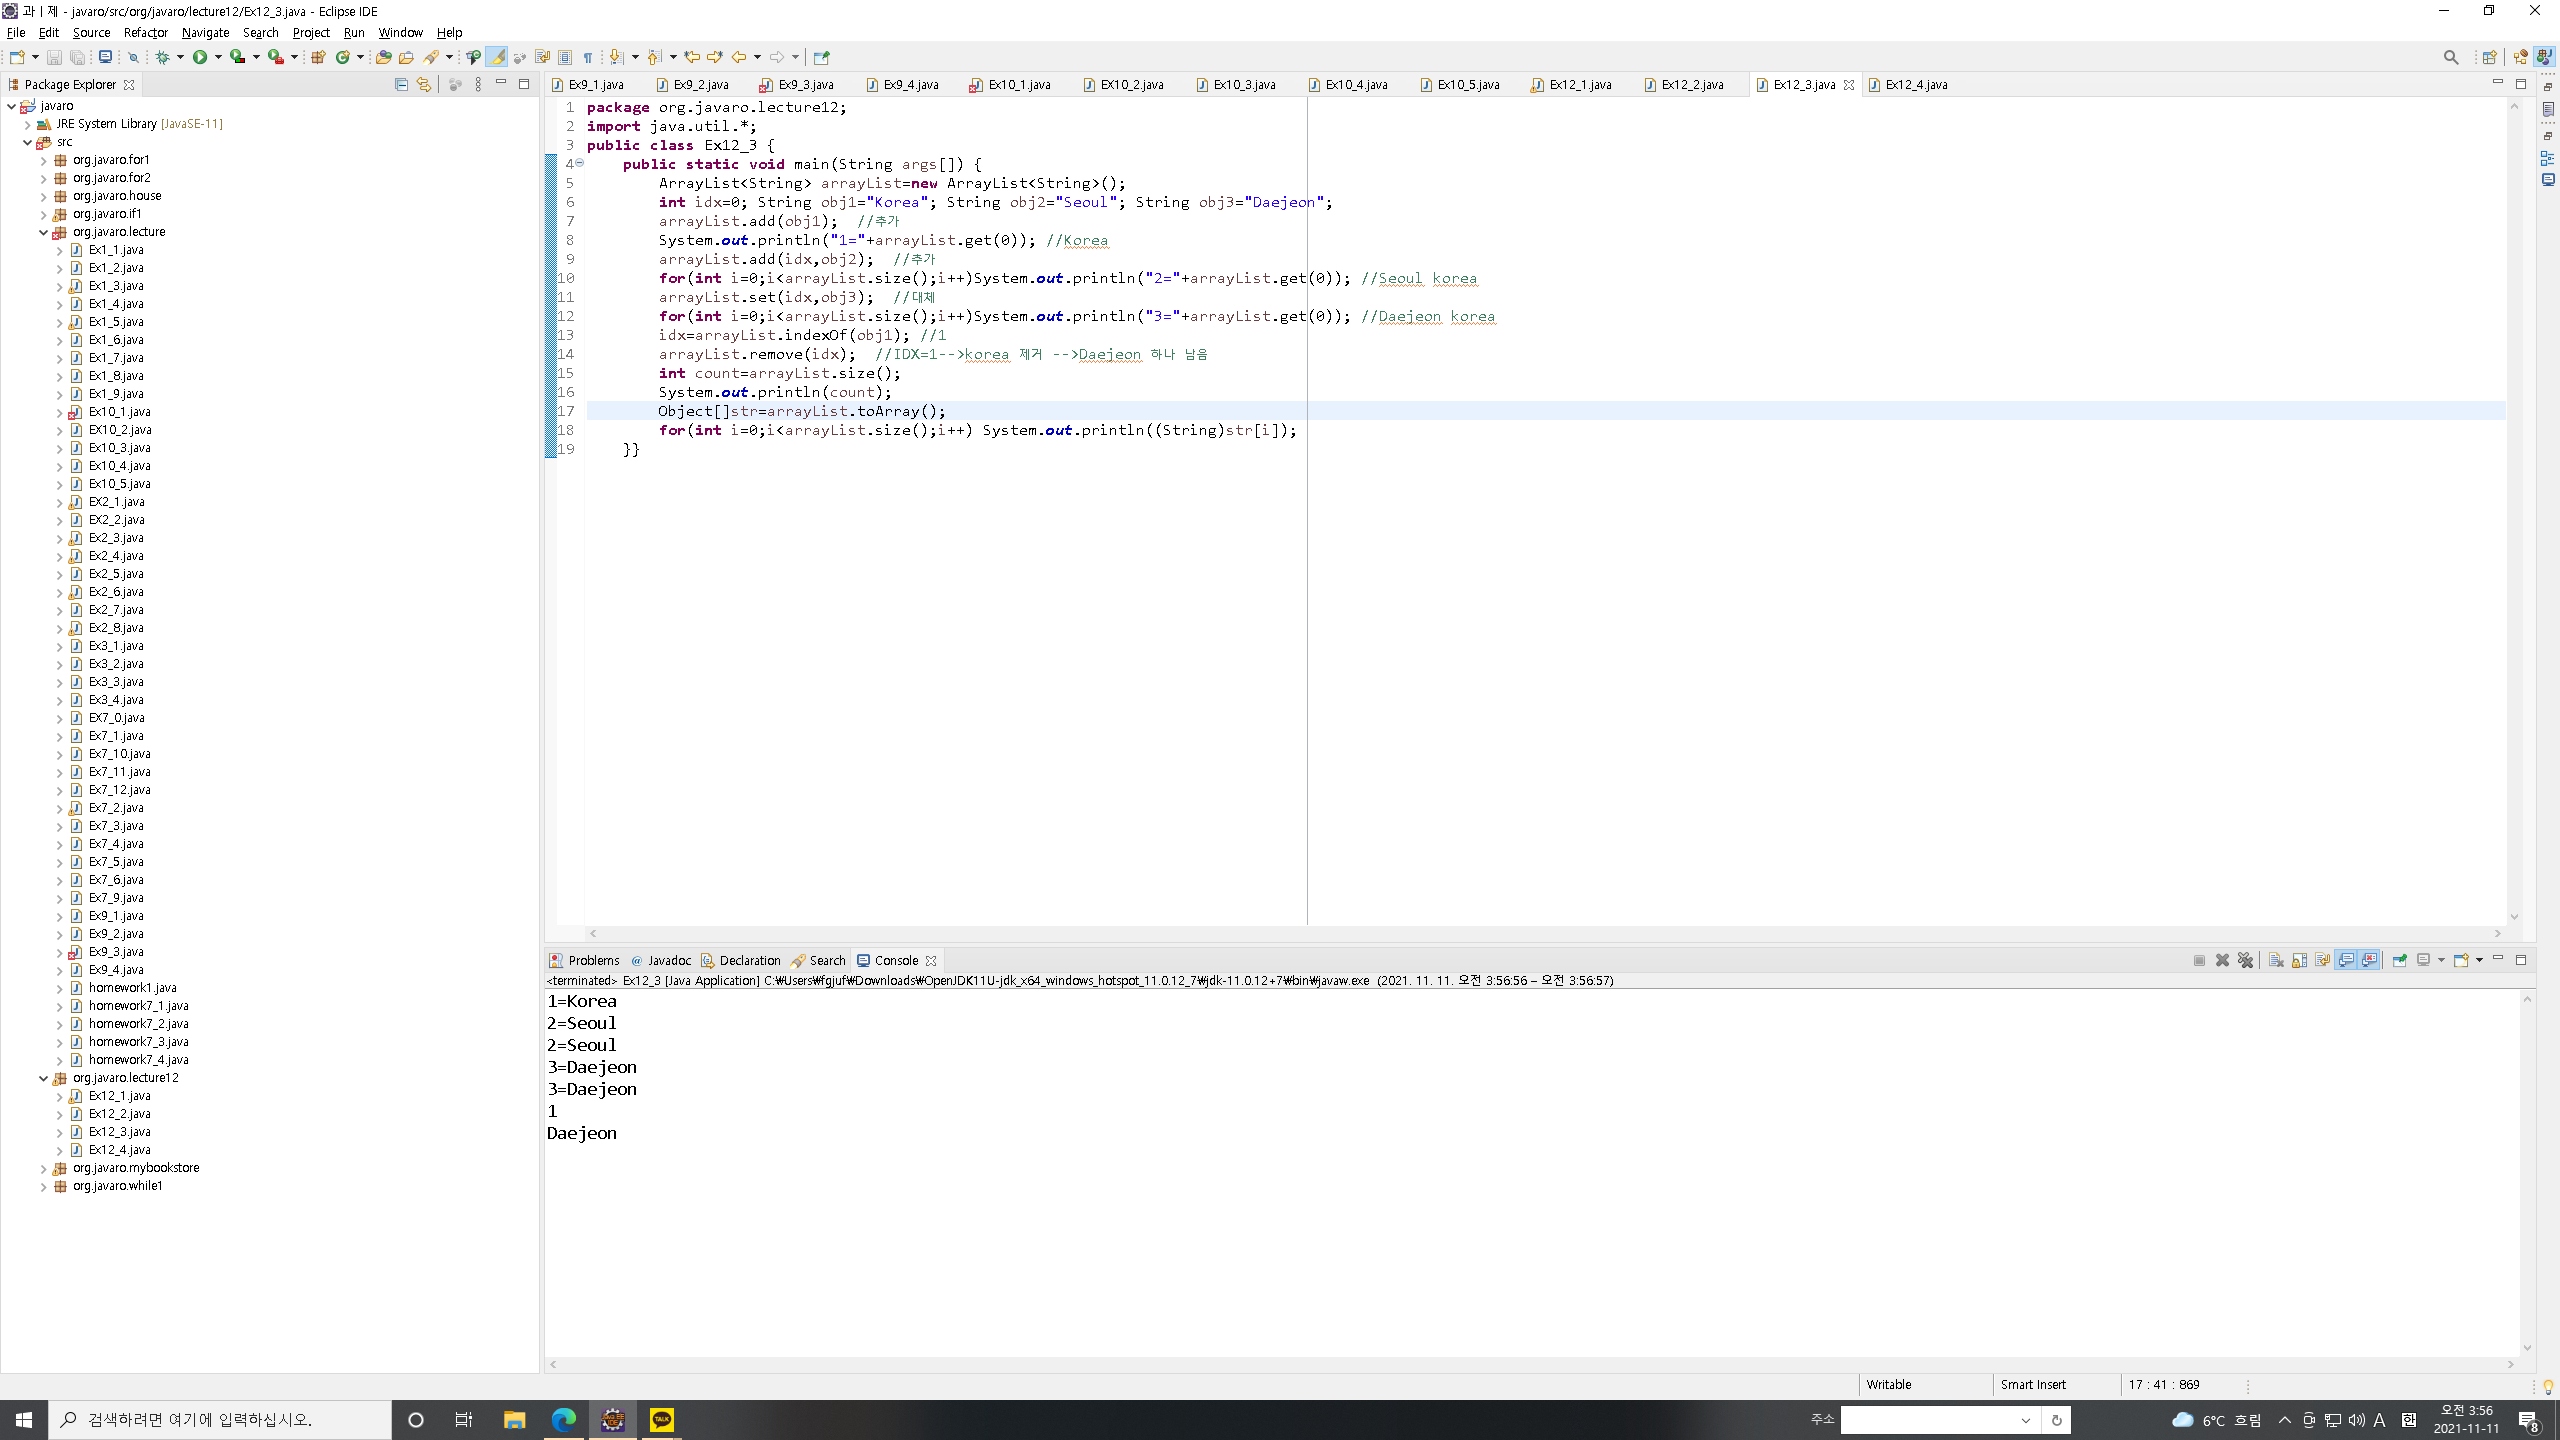 과ㅣ제 - javaro/src/org/javaro/lecture12/Ex12_3.java - Eclipse IDE
File Edit Source Refactor Navigate Search Project Run Window Help
Package Explorer
javaro
JRE System Library [JavaSE-11]
src
org.javaro.for1
org.javaro.for2
org.javaro.house
org.javaro.if1
org.javaro.lecture
Ex1_1.java
Ex1_2.java
Ex1_3.java
Ex1_4.java
Ex1_5.java
Ex1_6.java
Ex1_7.java
Ex1_8.java
Ex1_9.java
Ex10_1.java
EX10_2.java
Ex10_3.java
Ex10_4.java
Ex10_5.java
EX2_1.java
EX2_2.java
Ex2_3.java
Ex2_4.java
Ex2_5.java
Ex2_6.java
Ex2_7.java
Ex2_8.java
Ex3_1.java
Ex3_2.java
Ex3_3.java
Ex3_4.java
EX7_0.java
Ex7_1.java
Ex7_10.java
Ex7_11.java
Ex7_12.java
Ex7_2.java
Ex7_3.java
Ex7_4.java
Ex7_5.java
Ex7_6.java
Ex7_9.java
Ex9_1.java
Ex9_2.java
Ex9_3.java
Ex9_4.java
homework1.java
homework7_1.java
homework7_2.java
homework7_3.java
homework7_4.java
org.javaro.lecture12
Ex12_1.java
Ex12_2.java
Ex12_3.java
Ex12_4.java
org.javaro.mybookstore
org.javaro.while1
Ex9_1.java Ex9_2.java Ex9_3.java Ex9_4.java Ex10_1.java EX10_2.java Ex10_3.java Ex10_4.java Ex10_5.java Ex12_1.java Ex12_2.java Ex12_3.java Ex12_4.java
1 package org.javaro.lecture12;
2 import java.util.*;
3 public class Ex12_3 {
4 public static void main(String args[]) {
5 ArrayList<String> arrayList=new ArrayList<String>();
6 int idx=0; String obj1="Korea"; String obj2="Seoul"; String obj3="Daejeon";
7 arrayList.add(obj1); //추가
8 System.out.println("1="+arrayList.get(0)); //Korea
9 arrayList.add(idx,obj2); //추가
10 for(int i=0;i<arrayList.size();i++)System.out.println("2="+arrayList.get(0)); //Seoul korea
11 arrayList.set(idx,obj3); //대체
12 for(int i=0;i<arrayList.size();i++)System.out.println("3="+arrayList.get(0)); //Daejeon korea
13 idx=arrayList.indexOf(obj1); //1
14 arrayList.remove(idx); //IDX=1-->korea 제거 -->Daejeon 하나 남음
15 int count=arrayList.size();
16 System.out.println(count);
17 Object[]str=arrayList.toArray();
18 for(int i=0;i<arrayList.size();i++) System.out.println((String)str[i]);
19 }}
Problems Javadoc Declaration Search Console
<terminated> Ex12_3 [Java Application] C:₩Users₩fgjuf₩Downloads₩OpenJDK11U-jdk_x64_windows_hotspot_11.0.12_7₩jdk-11.0.12+7₩bin₩javaw.exe (2021. 11. 11. 오전 3:56:56 – 오전 3:56:57)
1=Korea
2=Seoul
2=Seoul
3=Daejeon
3=Daejeon
1
Daejeon
Writable Smart Insert 17 : 41 : 869
검색하려면 여기에 입력하십시오.
TALK
주소
6°C 흐림
A
오전 3:56
2021-11-11
8